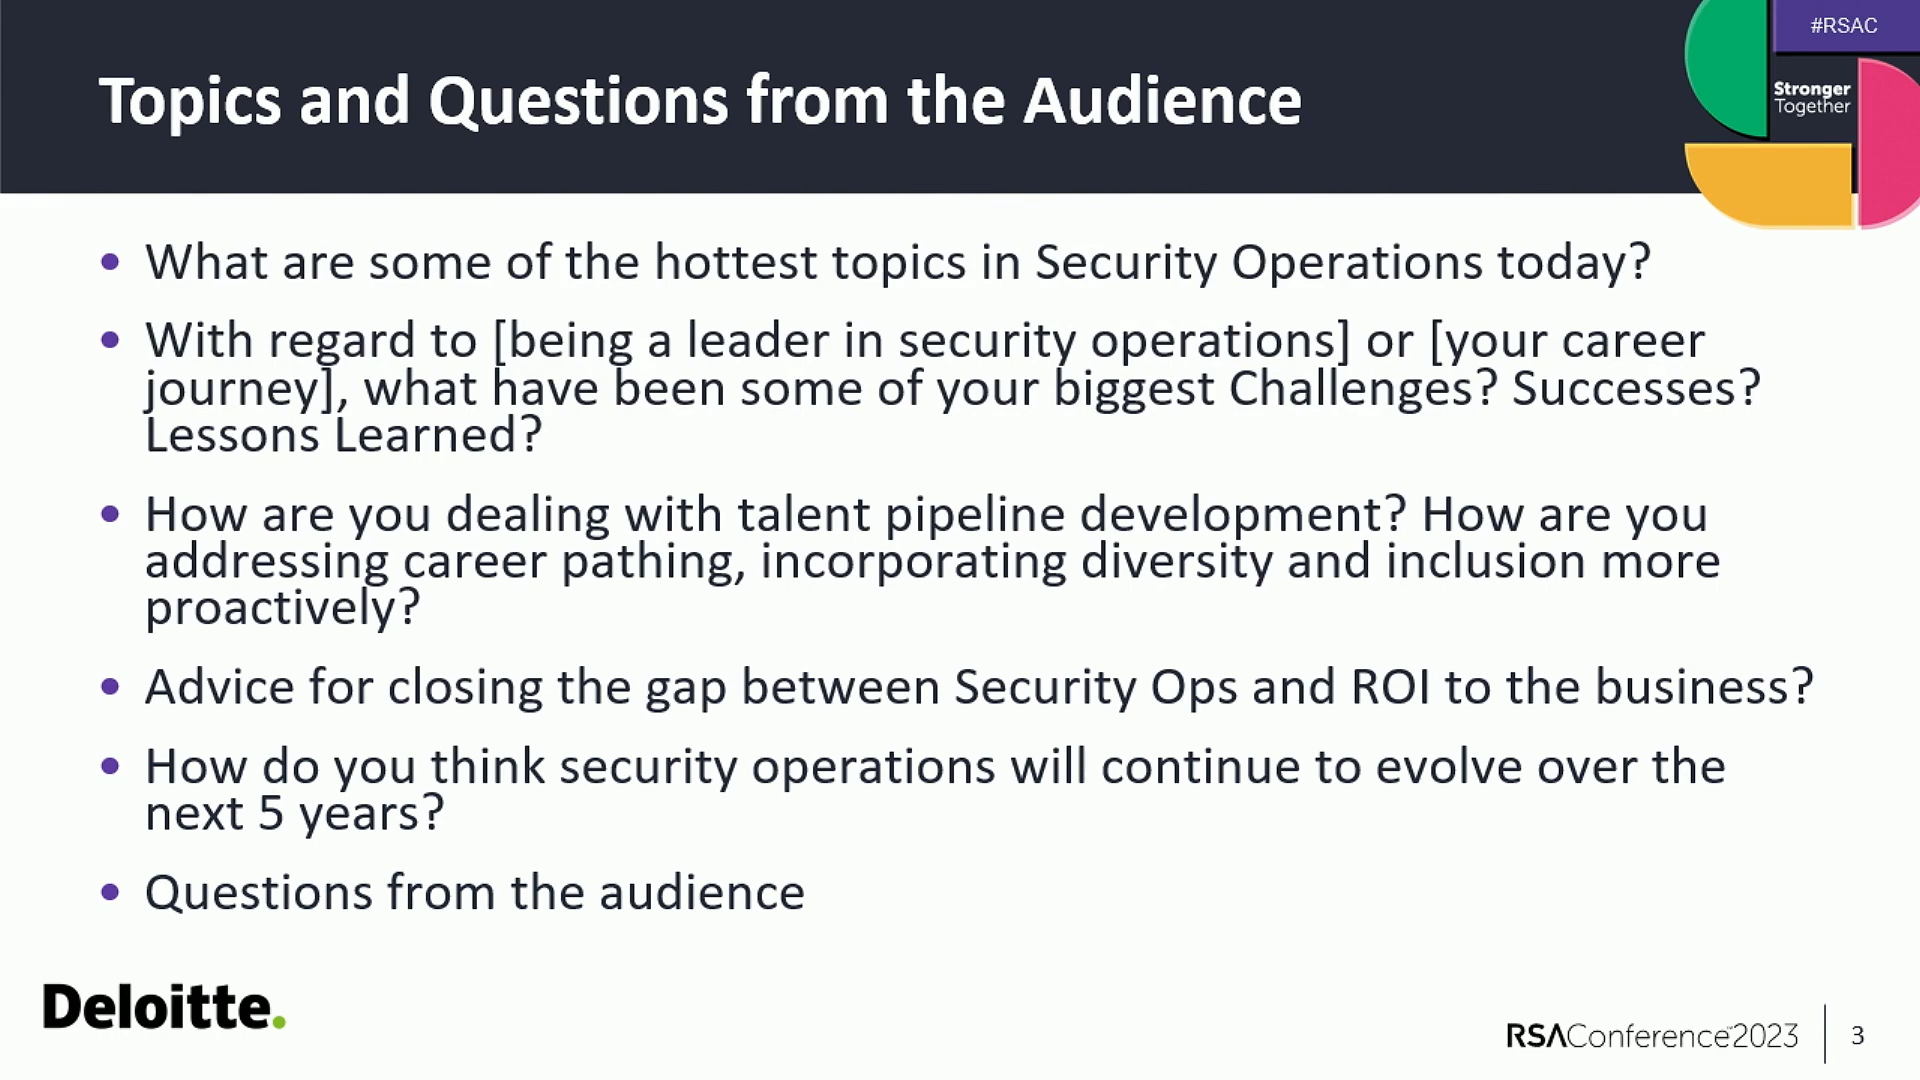 #RSAC
Topics and Questions from the Audience
Stronger
Together
• What are some of the hottest topics in Security Operations today?
• With regard to [being a leader in security operations] or [your career
journey], what have been some of your biggest Challenges? Successes?
Lessons Learned?
• How are you dealing with talent pipeline development? How are you
addressing career pathing, incorporating diversity and inclusion more
proactively?
• Advice for closing the gap between Security Ops and ROI to the business?
• How do you think security operations will continue to evolve over the
next 5 years?
• Questions from the audience
Deloitte.
RSAConference™2023
3